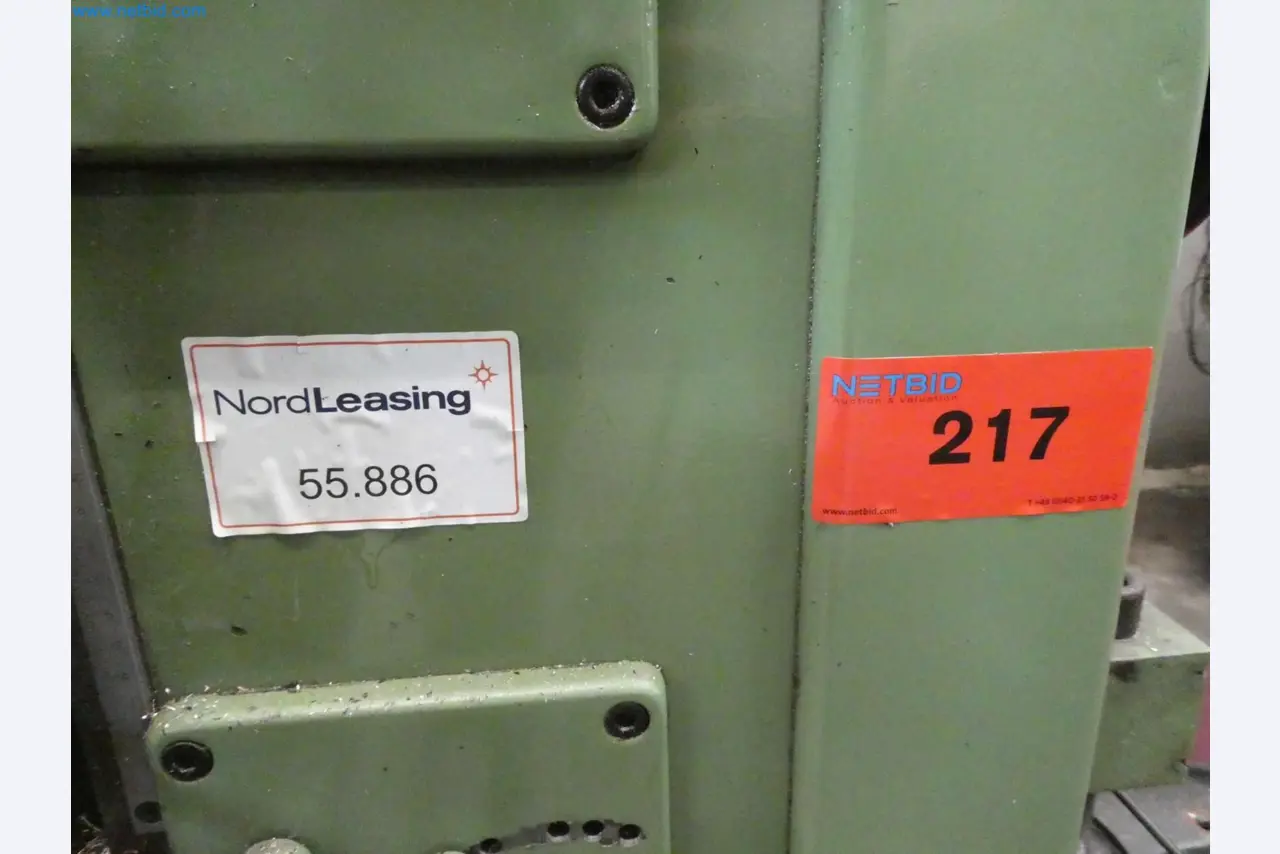 www.netbid.com
NordLeasing
55.886
NETBID
Auction & Valuation
217
www.netbid.com